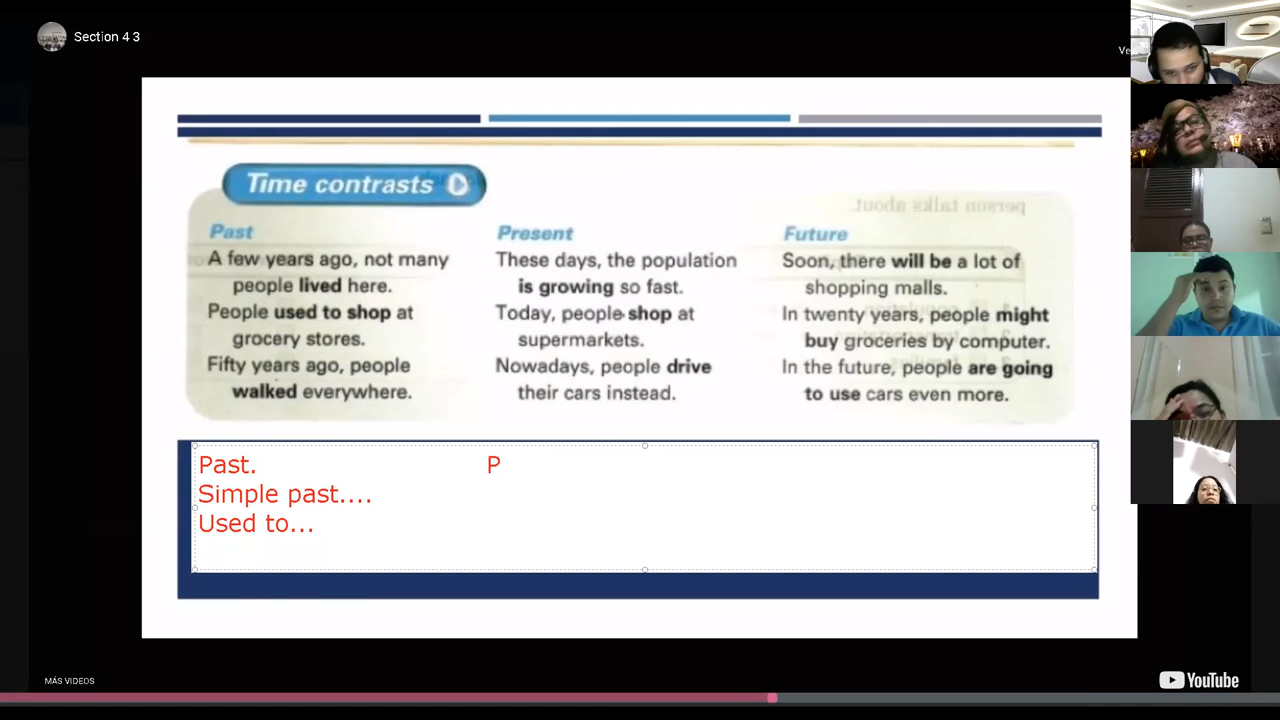 Section 4 3
Ve
Time contrasts
person talks about.
Past
A few years ago, not many
people lived here.
People used to shop at
grocery stores.
Fifty years ago, people
walked everywhere.
Present
These days, the population
is growing so fast.
Today, people shop at
supermarkets.
Nowadays, people drive
their cars instead.
Future
Soon, there will be a lot of
shopping malls.
In twenty years, people might
buy groceries by computer.
In the future, people are going
to use cars even more.
Past. P
Simple past....
Used to...
MÁS VIDEOS
YouTube